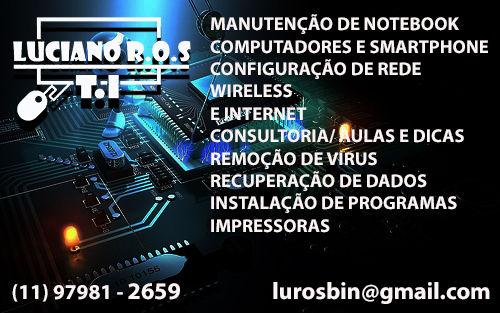 LUCIANO R.O.S
T.I
MANUTENÇÃO DE NOTEBOOK
COMPUTADORES E SMARTPHONE
CONFIGURAÇÃO DE REDE
WIRELESS
E INTERNET
CONSULTORIA/ AULAS E DICAS
REMOÇÃO DE VÍRUS
RECUPERAÇÃO DE DADOS
INSTALAÇÃO DE PROGRAMAS
IMPRESSORAS
(11) 97981 - 2659
lurosbin@gmail.com